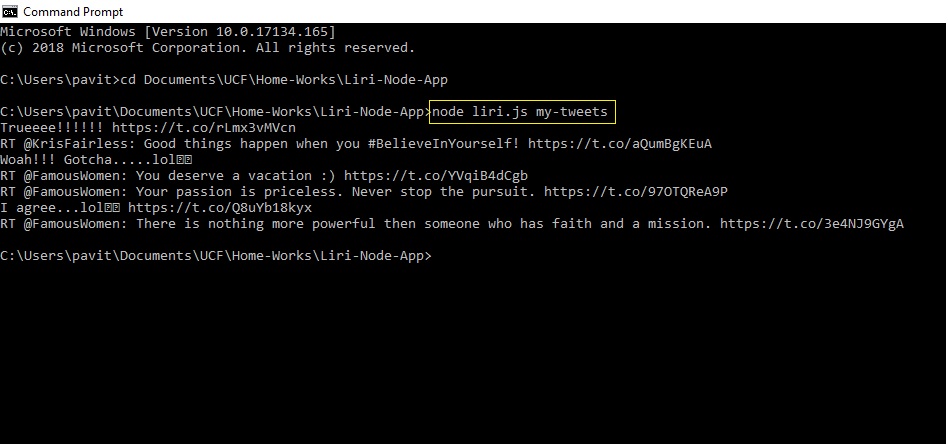 Command Prompt
Microsoft Windows [Version 10.0.17134.165]
(c) 2018 Microsoft Corporation. All rights reserved.
C:\Users\pavit>cd Documents\UCF\Home-Works\Liri-Node-App
C:\Users\pavit\Documents\UCF\Home-Works\Liri-Node-App>node liri.js my-tweets
Trueeee!!!!!! https://t.co/rLmx3vMVcn
RT @KrisFairless: Good things happen when you #BelieveInYourself! https://t.co/aQumBgKEuA
Woah!!! Gotcha.....lol⍰⍰
RT @FamousWomen: You deserve a vacation :) https://t.co/YVqiB4dCgb
RT @FamousWomen: Your passion is priceless. Never stop the pursuit. https://t.co/97OTQReA9P
I agree...lol⍰⍰ https://t.co/Q8uYb18kyx
RT @FamousWomen: There is nothing more powerful then someone who has faith and a mission. https://t.co/3e4NJ9GYgA
C:\Users\pavit\Documents\UCF\Home-Works\Liri-Node-App>